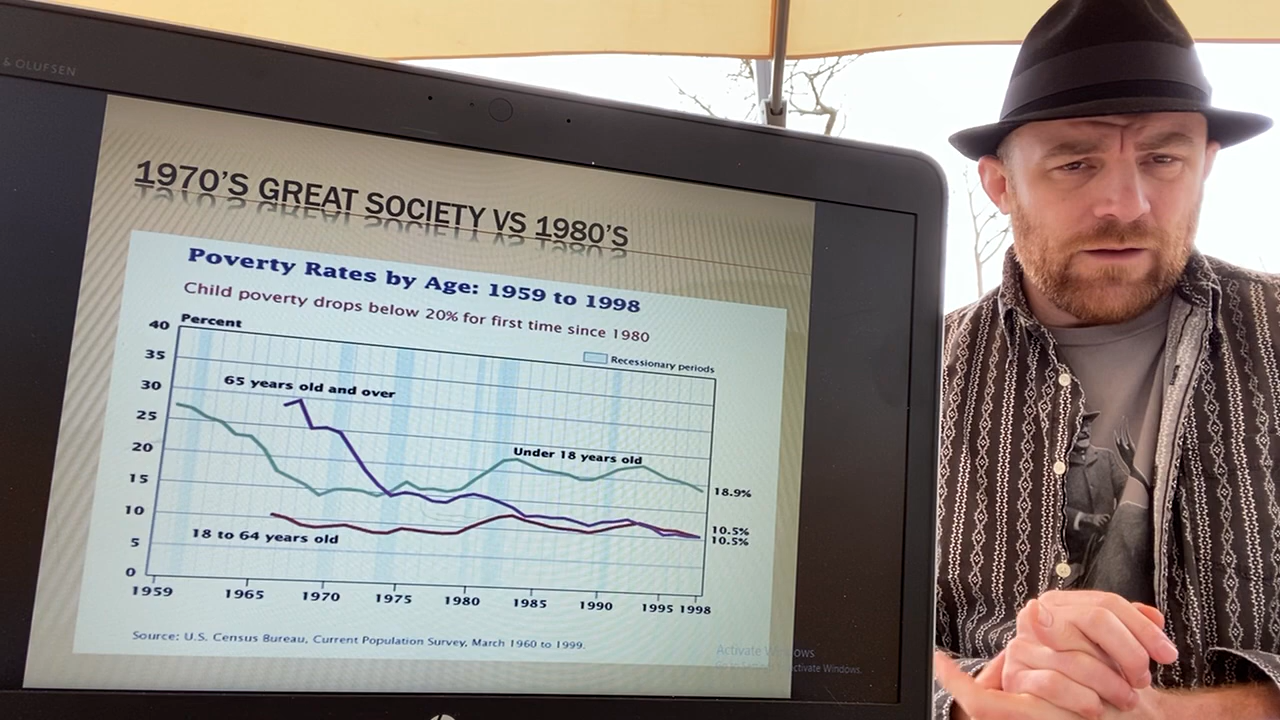 & OLUFSEN
1970'S GREAT SOCIETY VS 1980'S
Poverty Rates by Age: 1959 to 1998
Child poverty drops below 20% for first time since 1980
Percent
40
35
30
25
20
15
10
5
0
Recessionary periods
65 years old and over
Under 18 years old
18 to 64 years old
18.9%
10.5%
10.5%
1959 1965 1970 1975 1980 1985 1990 1995 1998
Source: U.S. Census Bureau, Current Population Survey, March 1960 to 1999.
Activate Windows
Activate Windows.